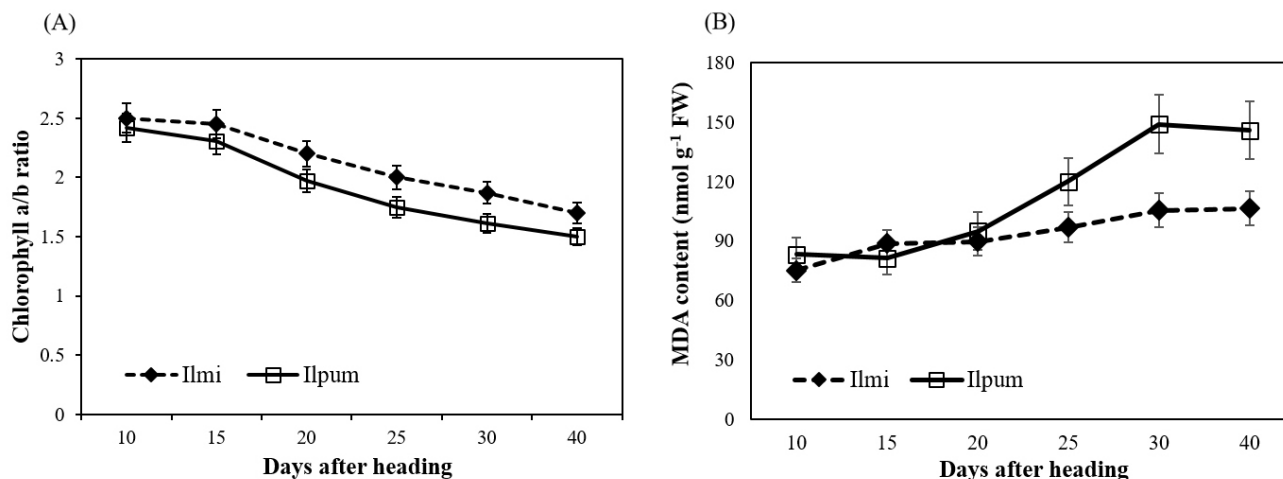 (A)
3
2.5
2
1.5
1
0.5
0
Chlorophyll a/b ratio
Ilmi
Ilpum
10 15 20 25 30 40
Days after heading
(B)
180
150
120
90
60
30
0
MDA content (nmol g⁻¹ FW)
Ilmi
Ilpum
10 15 20 25 30 40
Days after heading